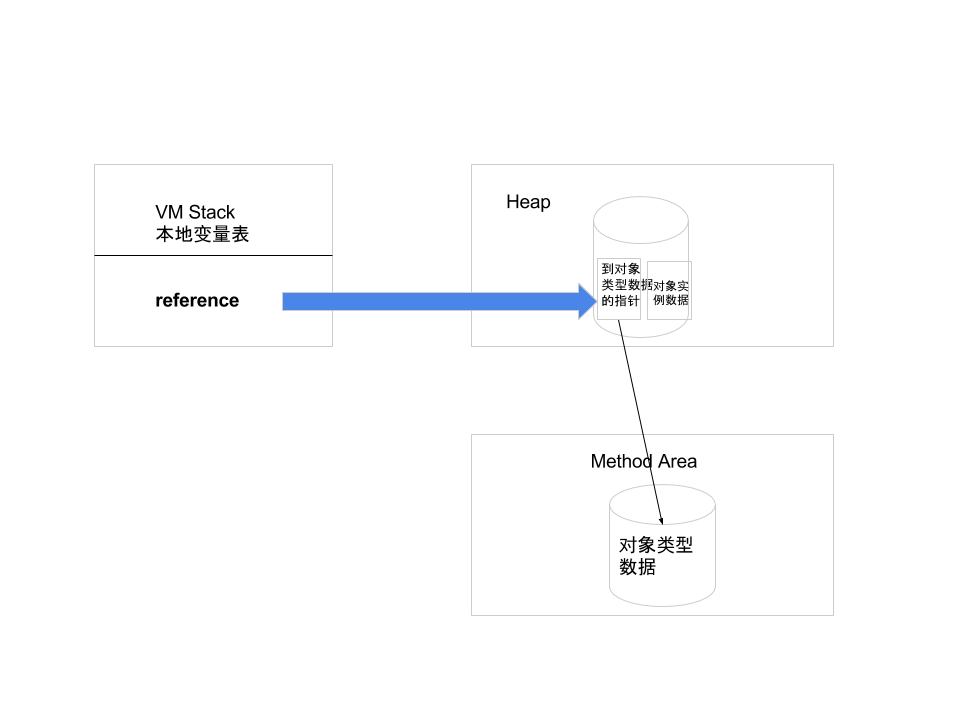 VM Stack
本地变量表
reference
Heap
到对象
类型数据
的指针
对象实
例数据
Method Area
对象类型
数据